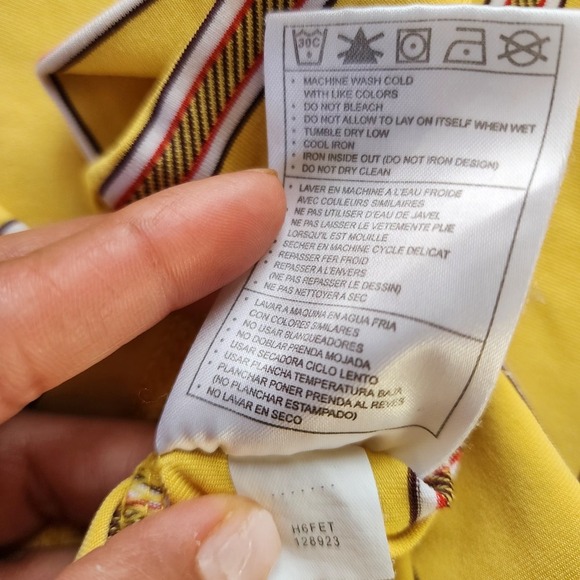 30C
6
• MACHINE WASH COLD
WITH LIKE COLORS
• DO NOT BLEACH
DO NOT ALLOW TO LAY ON ITSELF WHEN WET
• TUMBLE DRY LOW
• COOL IRON
• IRON INSIDE OUT (DO NOT IRON DESIGN)
• DO NOT DRY CLEAN
• LAVER EN MACHINE A L'EAU FROIDE
AVEC COULEURS SIMILAIRES
NE PAS UTILISER D'EAU DE JAVEL
NE PAS LAISSER LE VETEMENTE PLIE
LORSQU'IL EST MOUILLE
SECHER EN MACHINE CYCLE DELICAT
REPASSER FER FROID
• REPASSER A L'ENVERS
(NE PAS REPASSER LE DESSIN)
• NE PAS NETTOYER A SEC
• LAVAR A MAQUINA EN AGUA FRIA
CON COLORES SIMILARES
• NO USAR BLANQUEADOR
• NO DOBLAR PRENDA MOJADA
• USAR SECADORA CICLO LENTO
• USAR PLANCHA TEMPERATURA BAJA
• PLANCHAR PONER PRENDA AL REVES
(NO PLANCHAR ESTAMPADO)
• NO LAVAR EN SECO
H6FET
128923